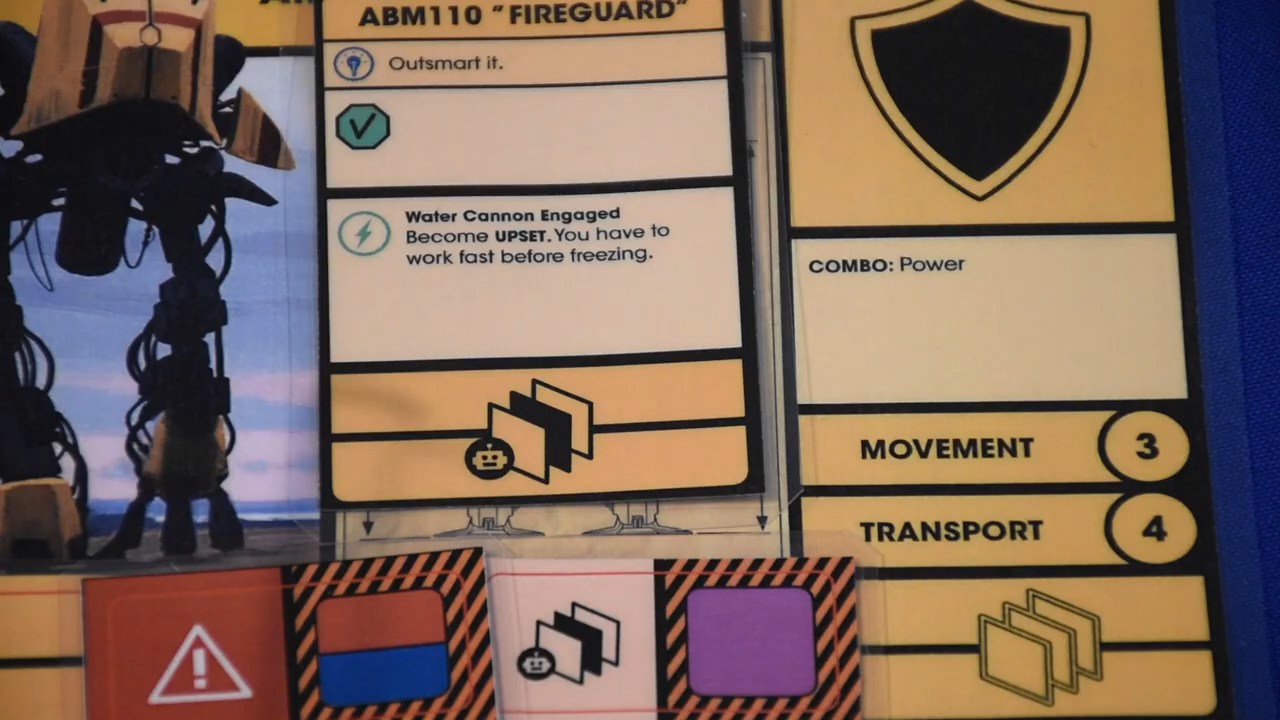 ABM110 "FIREGUARD"
Outsmart it.
Water Cannon Engaged
Become UPSET. You have to
work fast before freezing.
COMBO: Power
MOVEMENT 3
TRANSPORT 4